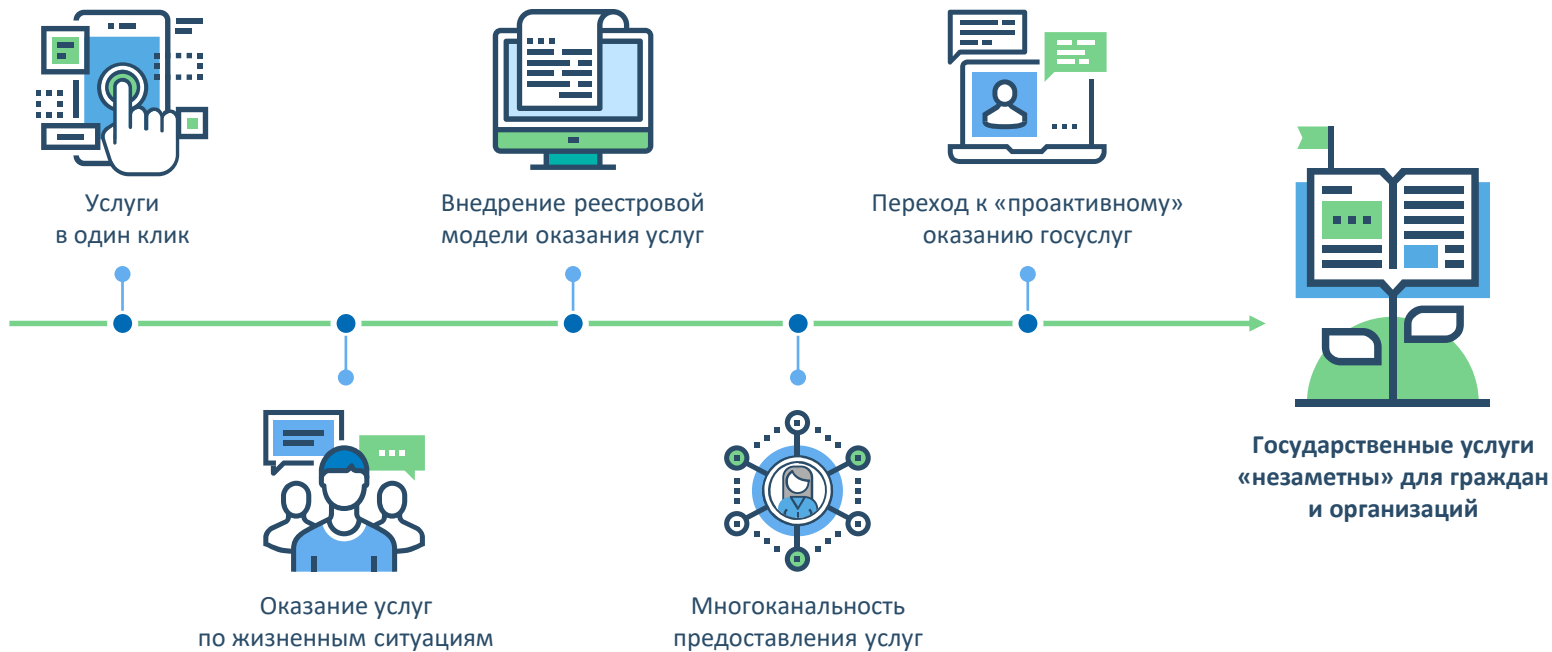 Услуги
в один клик
Внедрение реестровой
модели оказания услуг
Переход к «проактивному»
оказанию госуслуг
Государственные услуги
«незаметны» для граждан
и организаций
Оказание услуг
по жизненным ситуациям
Многоканальность
предоставления услуг